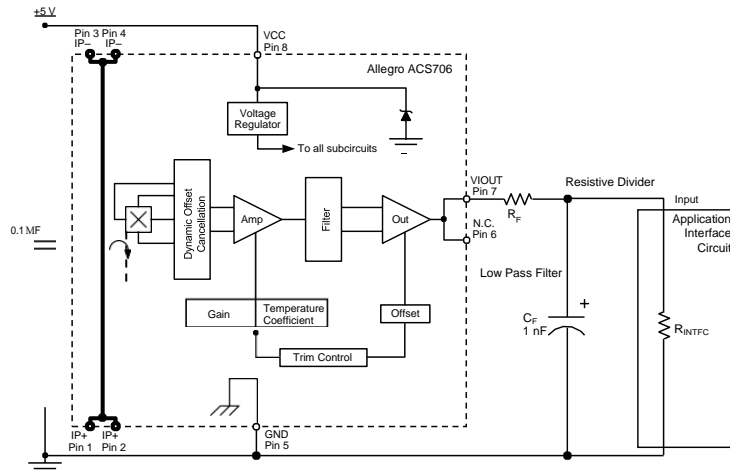 +5 V
Pin 3 Pin 4
IP– IP–
VCC
Pin 8
Allegro ACS706
Voltage
Regulator
To all subcircuits
Dynamic Offset
Cancellation
Amp
Filter
Out
VIOUT
Pin 7
N.C.
Pin 6
RF
Resistive Divider
Input
Application
Interface
Circuit
0.1 MF
Low Pass Filter
Gain
Temperature
Coefficient
Offset
CF
1 nF
+
RINTFC
Trim Control
IP+ IP+
Pin 1 Pin 2
GND
Pin 5